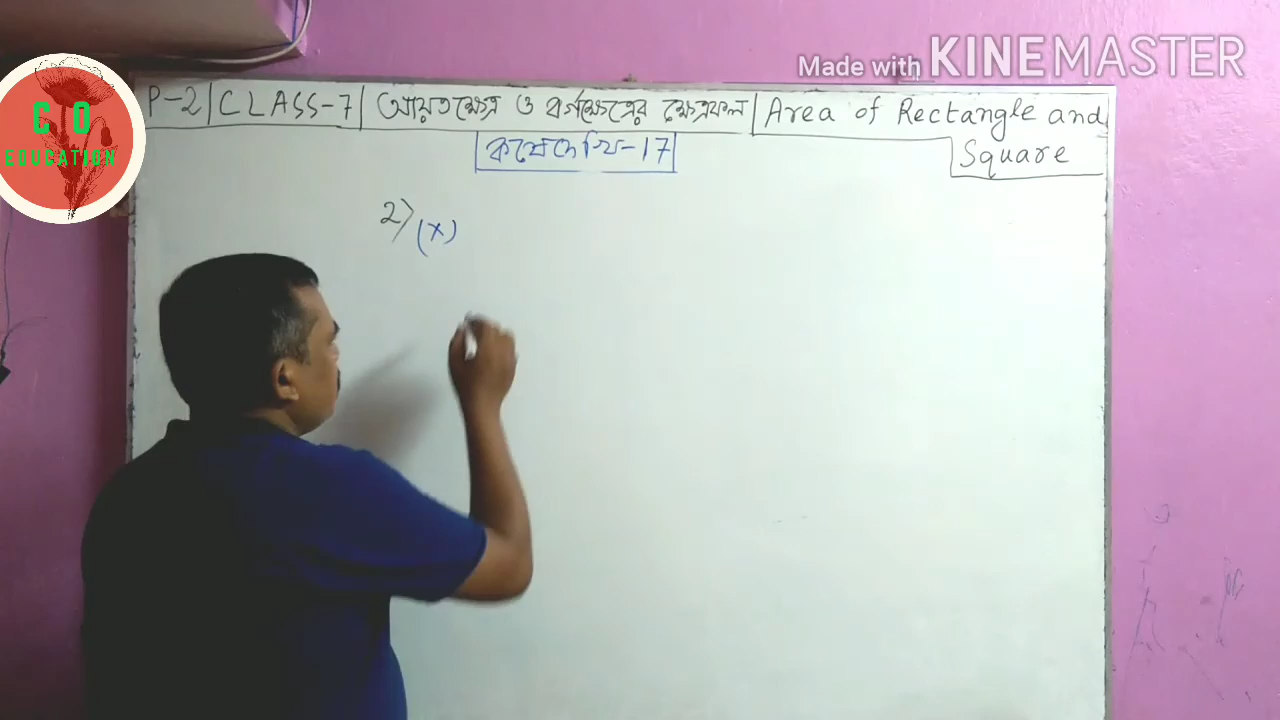 Made with KINEMASTER
C O
EDUCATION
P-2|CLASS-7|আয়তক্ষেত্র ও বর্গক্ষেত্রের ক্ষেত্রফল|Area of Rectangle and
Square
কষে দেখি-17
2)(x)